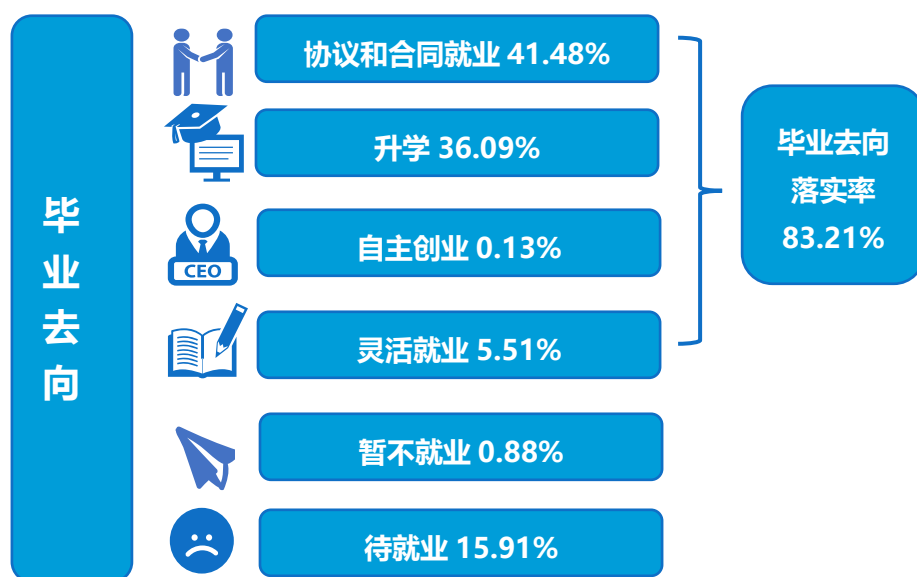 毕业去向
协议和合同就业 41.48%
升学 36.09%
CEO
自主创业 0.13%
灵活就业 5.51%
暂不就业 0.88%
待就业 15.91%
毕业去向
落实率
83.21%